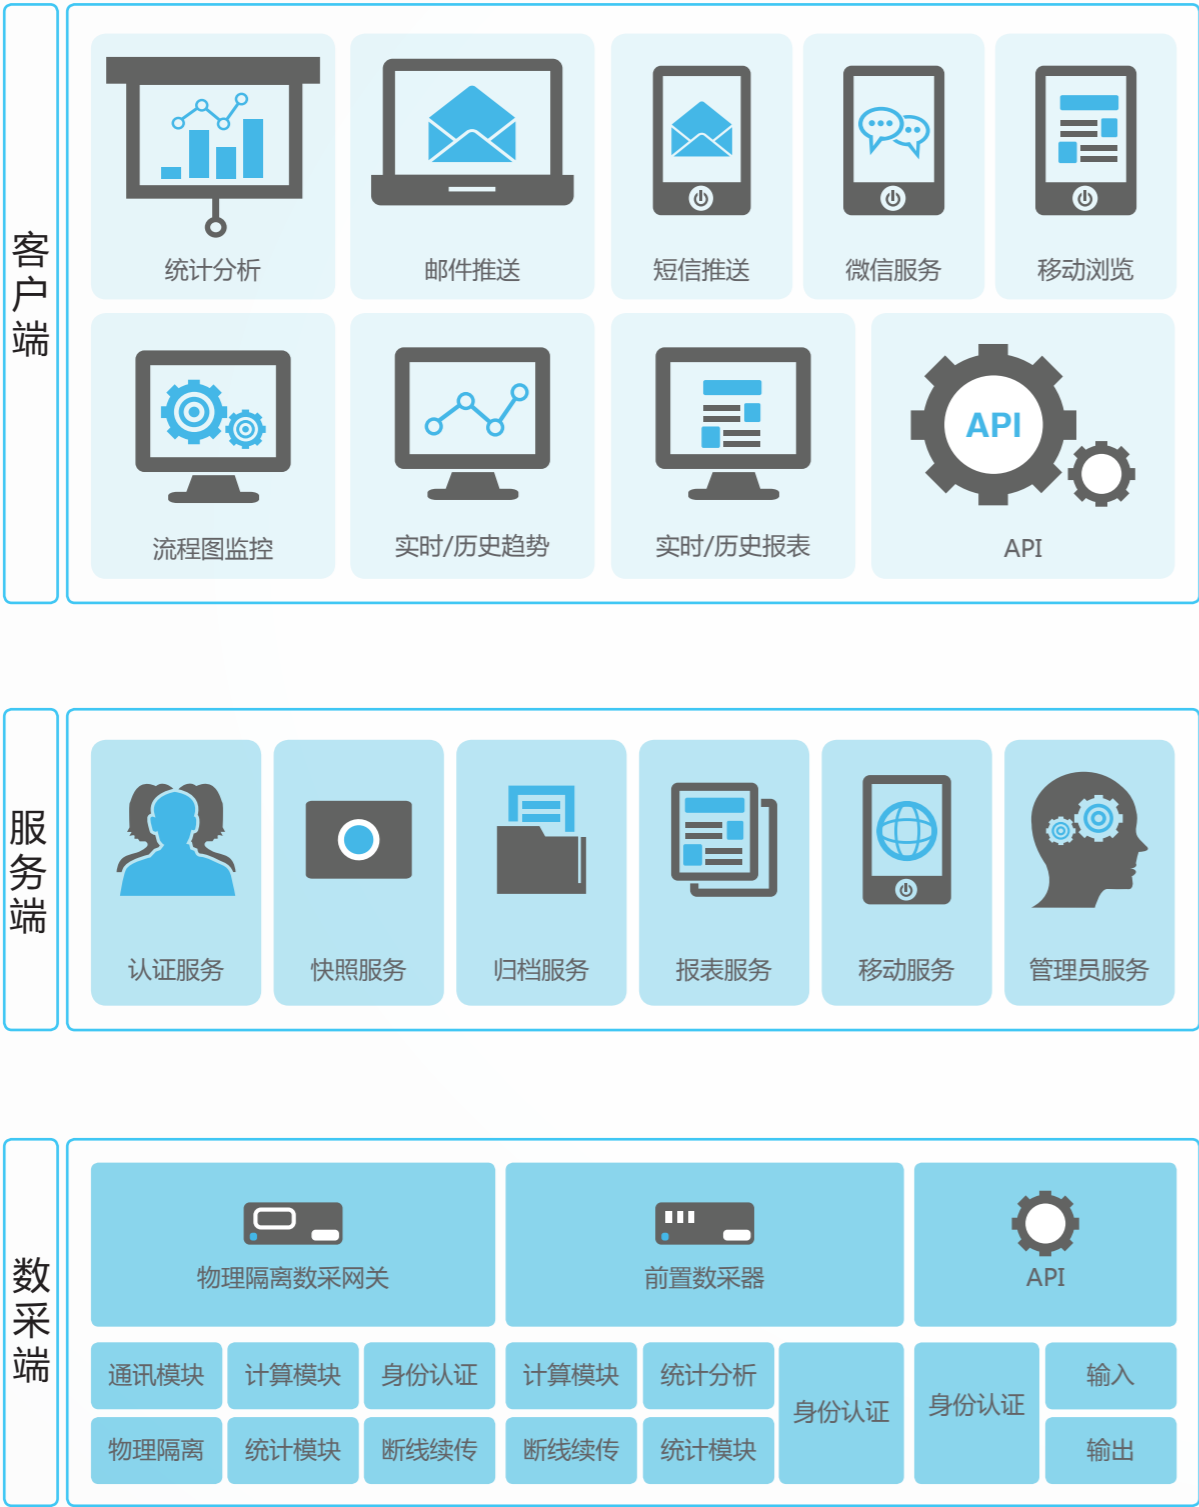 客户端
统计分析
邮件推送
短信推送
微信服务
移动浏览
流程图监控
实时/历史趋势
实时/历史报表
API
API
服务端
认证服务
快照服务
归档服务
报表服务
移动服务
管理员服务
数采端
物理隔离数采网关
前置数采器
API
通讯模块
计算模块
身份认证
物理隔离
统计模块
断线续传
计算模块
统计分析
断线续传
统计模块
身份认证
身份认证
输入
输出